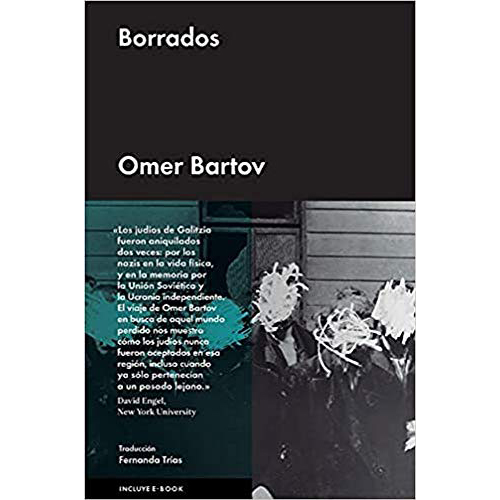 Borrados
Omer Bartov
«Los judíos de Galitzia
fueron aniquilados
dos veces: por los
nazis en la vida física,
y en la memoria por
la Unión Soviética y
la Ucrania independiente.
El viaje de Omer Bartov
en busca de aquel mundo
perdido nos muestra
cómo los judíos nunca
fueron aceptados en esa
región, incluso cuando
ya sólo pertenecían
a un pasado lejano.»
David Engel,
New York University
Traducción
Fernanda Trías
INCLUYE E-BOOK